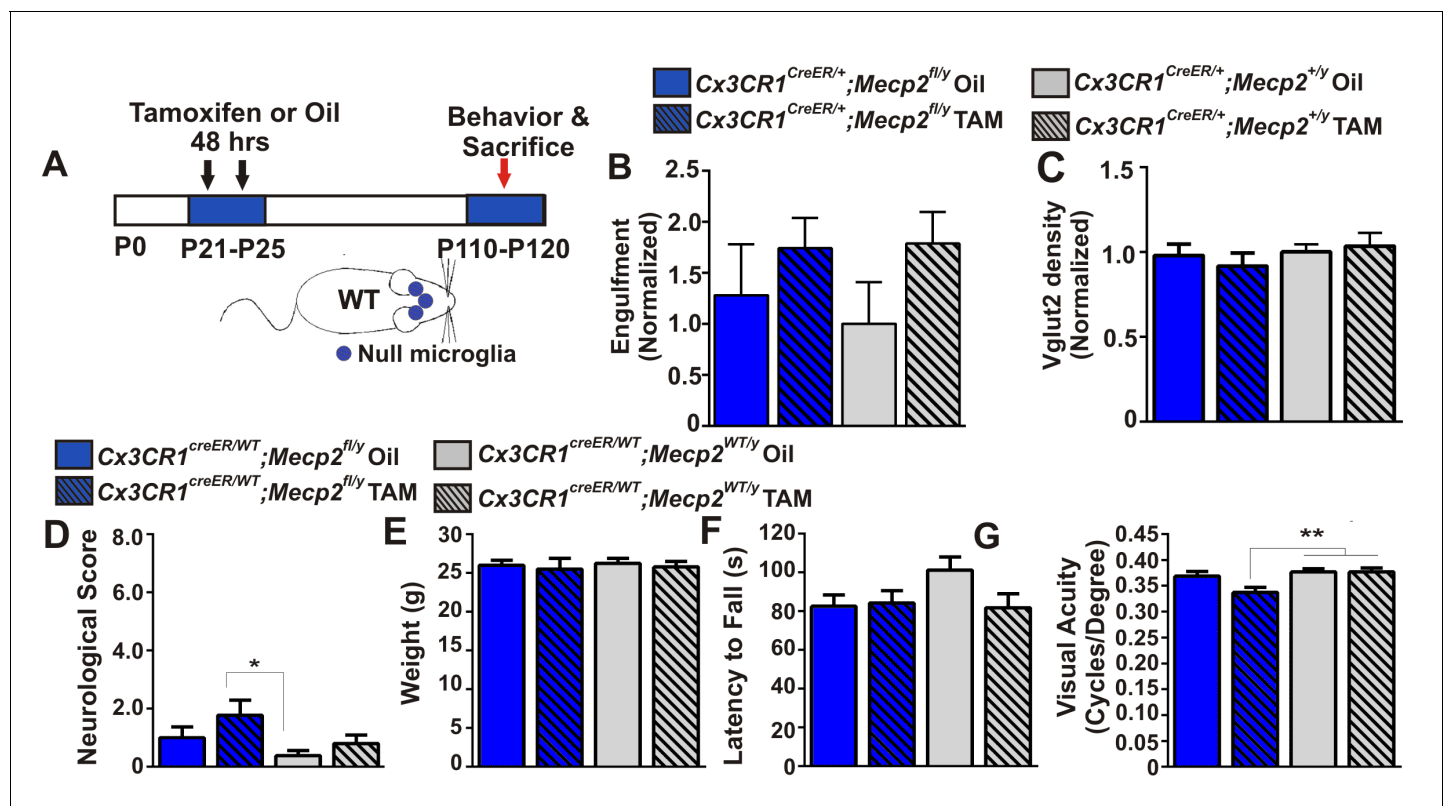 Cx3CR1CreER/+;Mecp2fl/y Oil
Cx3CR1CreER/+;Mecp2fl/y TAM
Cx3CR1CreER/+;Mecp2+/y Oil
Cx3CR1CreER/+;Mecp2+/y TAM
A
Tamoxifen or Oil
48 hrs
Behavior &
Sacrifice
P0
P21-P25
P110-P120
WT
Null microglia
B
Engulfment
(Normalized)
2.5
2.0
1.5
1.0
0.5
0
C
Vglut2 density
(Normalized)
1.5
1.0
0.5
0
Cx3CR1creER/WT;Mecp2fl/y Oil
Cx3CR1creER/WT;Mecp2fl/y TAM
Cx3CR1creER/WT;Mecp2WT/y Oil
Cx3CR1creER/WT;Mecp2WT/y TAM
D
Neurological Score
8.0
6.0
4.0
2.0
0
*
E
Weight (g)
30
25
20
15
10
5
0
F
Latency to Fall (s)
120
100
80
60
40
20
0
G
Visual Acuity
(Cycles/Degree)
0.45
0.40
0.35
0.30
0.25
0.20
0.15
0.10
0.05
0
**